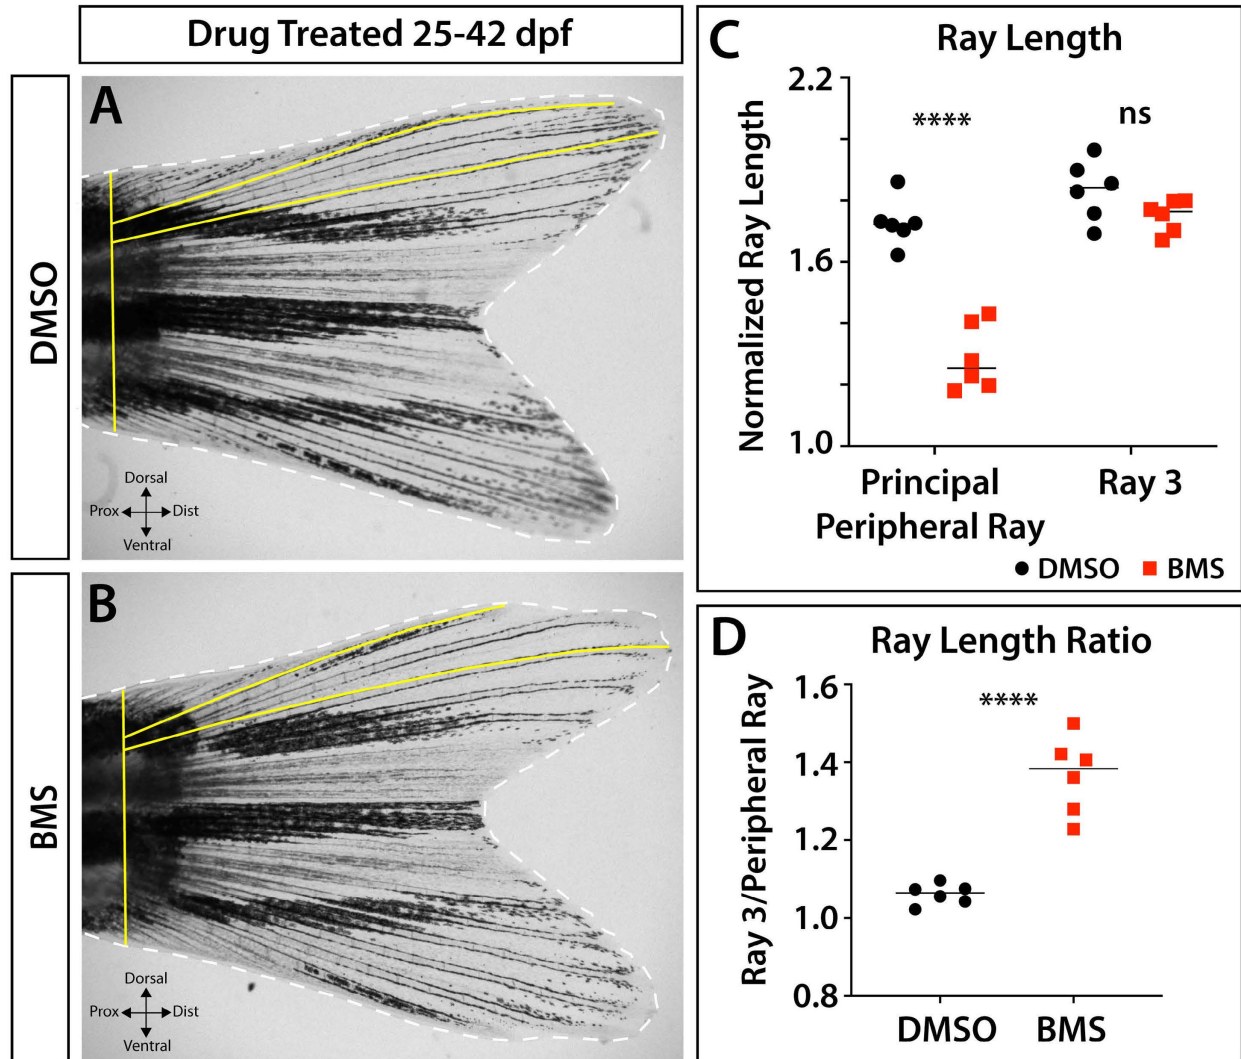 Drug Treated 25-42 dpf
DMSO
A
Dorsal
Prox
Dist
Ventral
BMS
B
Dorsal
Prox
Dist
Ventral
C
Ray Length
Normalized Ray Length
2.2
1.6
1.0
****
ns
Principal
Peripheral Ray
Ray 3
DMSO
BMS
D
Ray Length Ratio
Ray 3/Peripheral Ray
1.6
1.4
1.2
1.0
0.8
****
DMSO
BMS